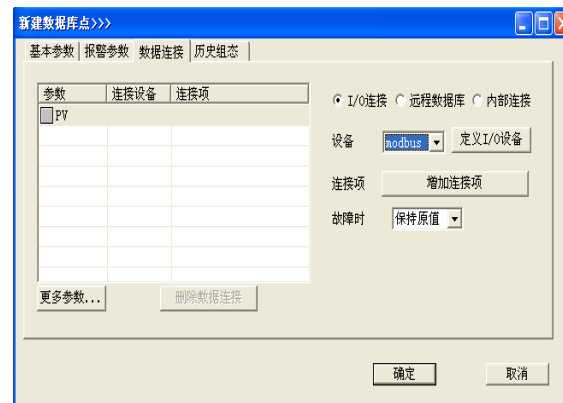 新建数据库点>>>
基本参数 报警参数 数据连接 历史组态
参数 连接设备 连接项
PV
I/O连接 远程数据库 内部连接
设备 modbus 定义I/O设备
连接项 增加连接项
故障时 保持原值
更多参数... 删除数据连接
确定 取消